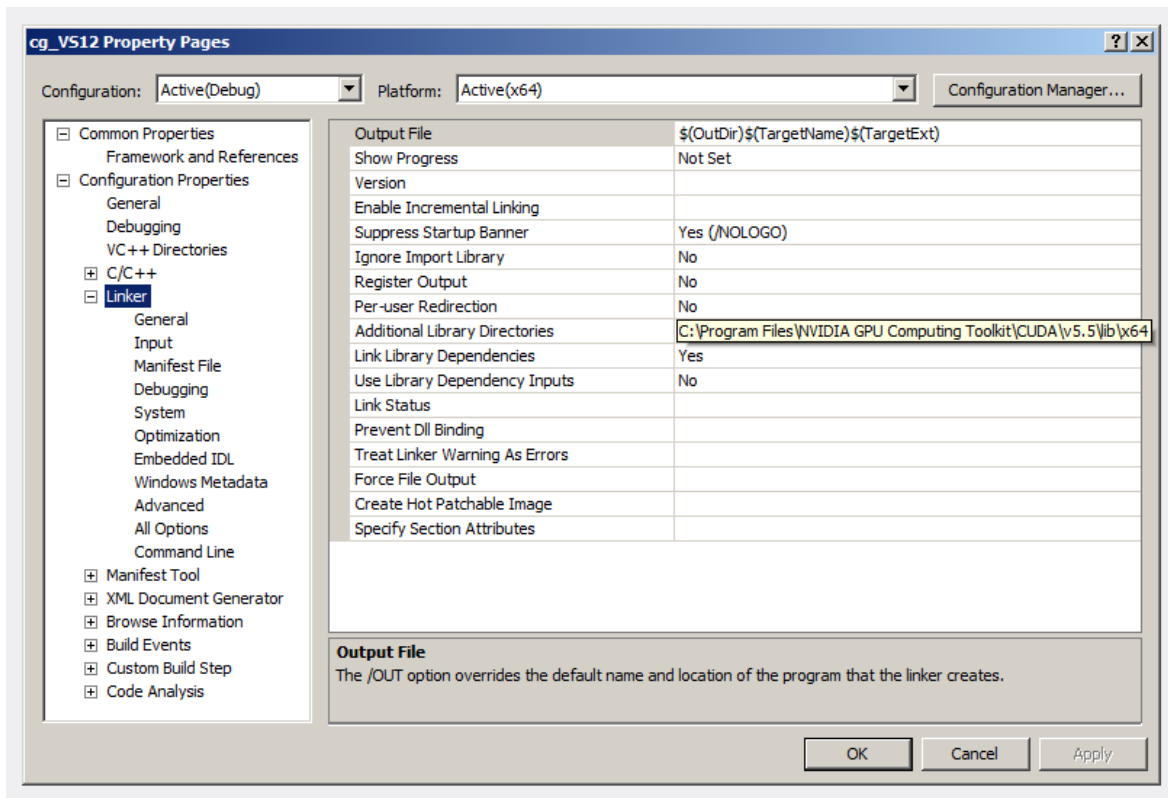 cg_VS12 Property Pages
Configuration: Active(Debug) Platform: Active(x64) Configuration Manager...
Common Properties
Framework and References
Configuration Properties
General
Debugging
VC++ Directories
C/C++
Linker
General
Input
Manifest File
Debugging
System
Optimization
Embedded IDL
Windows Metadata
Advanced
All Options
Command Line
Manifest Tool
XML Document Generator
Browse Information
Build Events
Custom Build Step
Code Analysis
Output File $(OutDir)$(TargetName)$(TargetExt)
Show Progress Not Set
Version
Enable Incremental Linking
Suppress Startup Banner Yes (/NOLOGO)
Ignore Import Library No
Register Output No
Per-user Redirection No
Additional Library Directories C:\Program Files\NVIDIA GPU Computing Toolkit\CUDA\v5.5\lib\x64
Link Library Dependencies Yes
Use Library Dependency Inputs No
Link Status
Prevent Dll Binding
Treat Linker Warning As Errors
Force File Output
Create Hot Patchable Image
Specify Section Attributes
Output File
The /OUT option overrides the default name and location of the program that the linker creates.
OK Cancel Apply